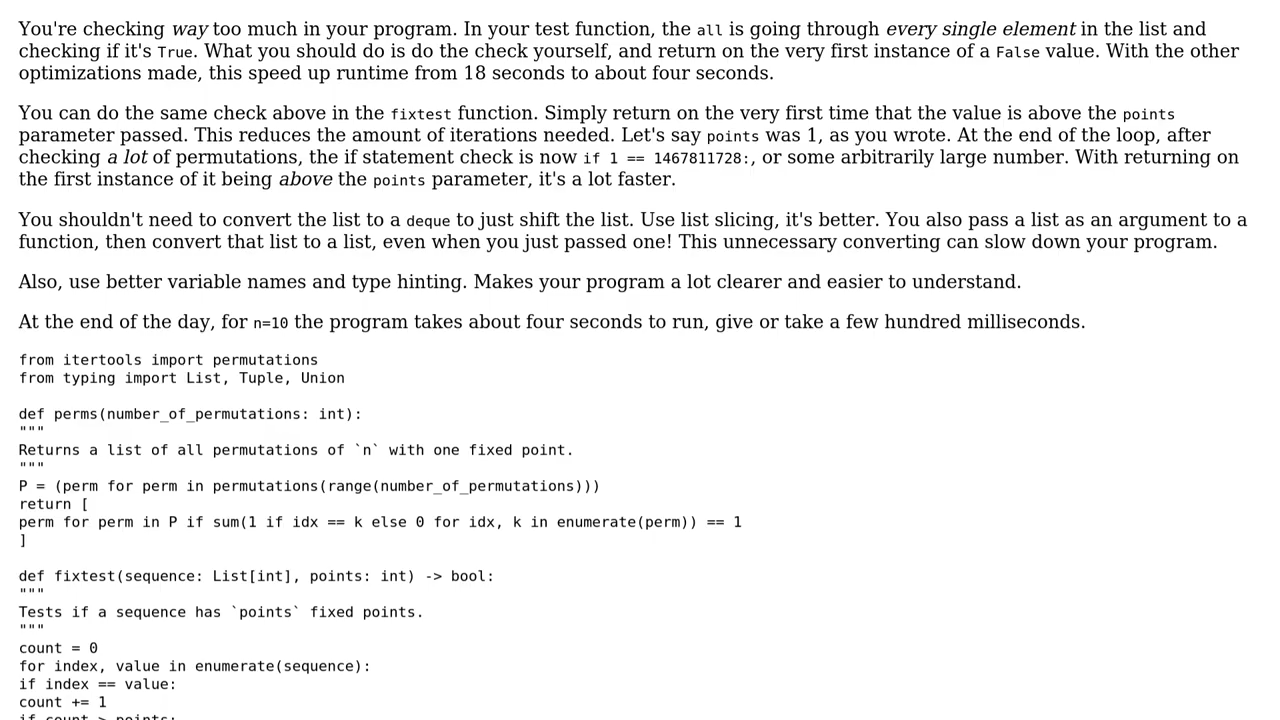 You're checking way too much in your program. In your test function, the all is going through every single element in the list and
checking if it's True. What you should do is do the check yourself, and return on the very first instance of a False value. With the other
optimizations made, this speed up runtime from 18 seconds to about four seconds.
You can do the same check above in the fixtest function. Simply return on the very first time that the value is above the points
parameter passed. This reduces the amount of iterations needed. Let's say points was 1, as you wrote. At the end of the loop, after
checking a lot of permutations, the if statement check is now if 1 == 1467811728:, or some arbitrarily large number. With returning on
the first instance of it being above the points parameter, it's a lot faster.
You shouldn't need to convert the list to a deque to just shift the list. Use list slicing, it's better. You also pass a list as an argument to a
function, then convert that list to a list, even when you just passed one! This unnecessary converting can slow down your program.
Also, use better variable names and type hinting. Makes your program a lot clearer and easier to understand.
At the end of the day, for n=10 the program takes about four seconds to run, give or take a few hundred milliseconds.
from itertools import permutations
from typing import List, Tuple, Union
def perms(number_of_permutations: int):
"""
Returns a list of all permutations of `n` with one fixed point.
"""
P = (perm for perm in permutations(range(number_of_permutations)))
return [
perm for perm in P if sum(1 if idx == k else 0 for idx, k in enumerate(perm)) == 1
]
def fixtest(sequence: List[int], points: int) -> bool:
"""
Tests if a sequence has `points` fixed points.
"""
count = 0
for index, value in enumerate(sequence):
if index == value:
count += 1
if count > points: